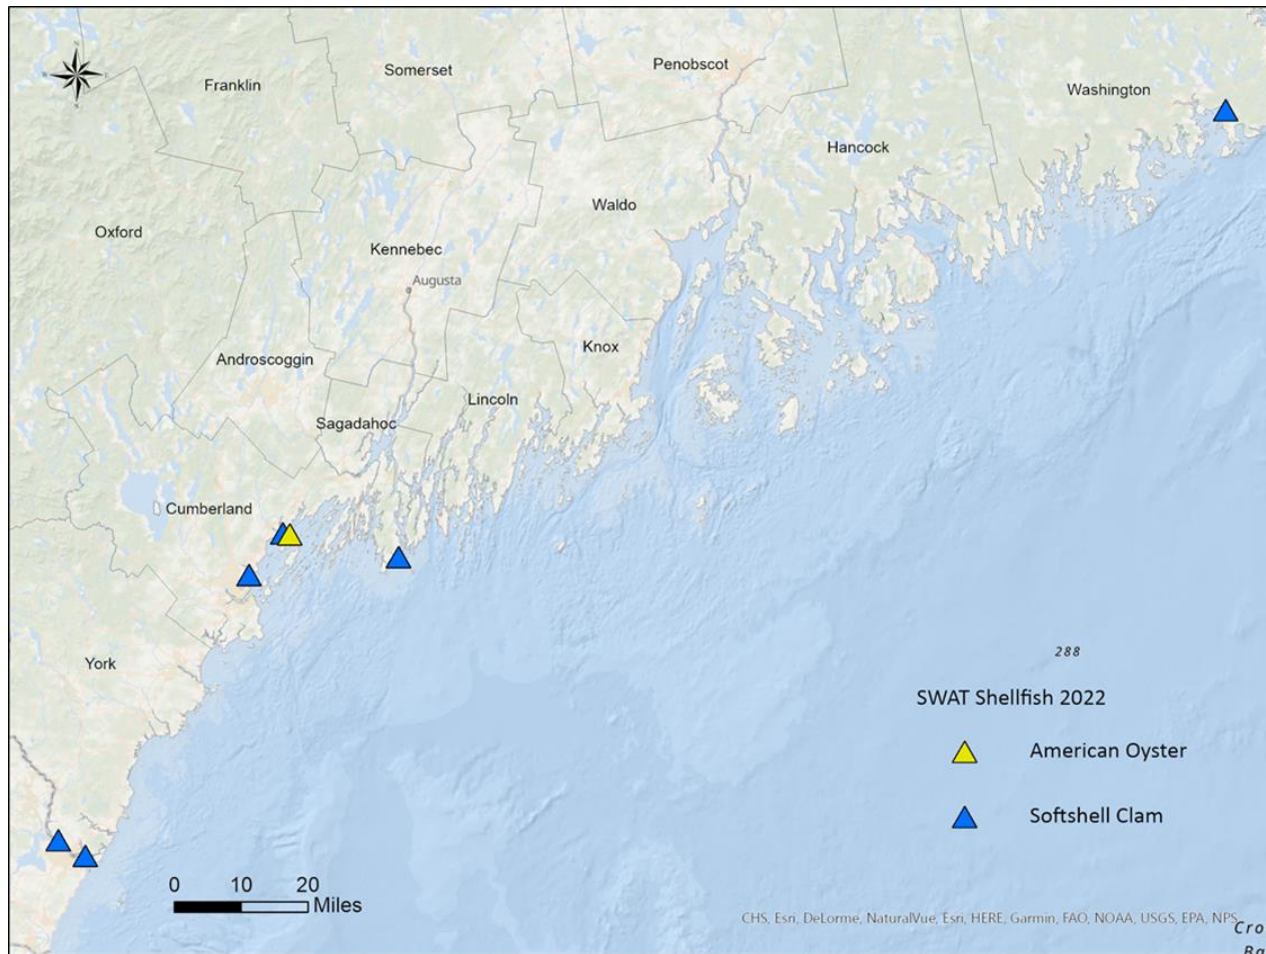 Somerset
Penobscot
Franklin
Washington
Hancock
Waldo
Oxford
Kennebec
Augusta
Knox
Androscoggin
Lincoln
Sagadahoc
Cumberland
York
288
SWAT Shellfish 2022
American Oyster
Softshell Clam
0 10 20
Miles
CHS, Esri, DeLorme, NaturalVue, Esri, HERE, Garmin, FAO, NOAA, USGS, EPA, NPS
Cro
Ba